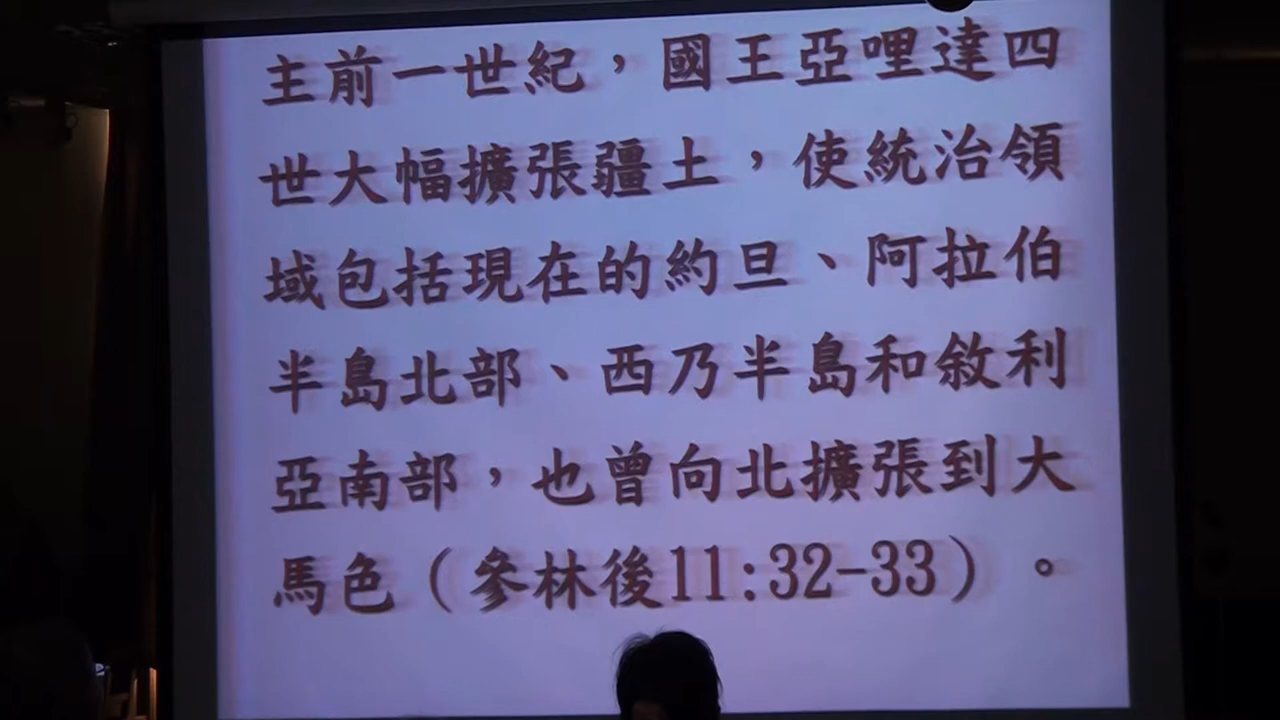 主前一世紀，國王亞哩達四
世大幅擴張疆土，使統治領
域包括現在的約旦、阿拉伯
半島北部、西乃半島和敘利
亞南部，也曾向北擴張到大
馬色（參林後11:32-33）。